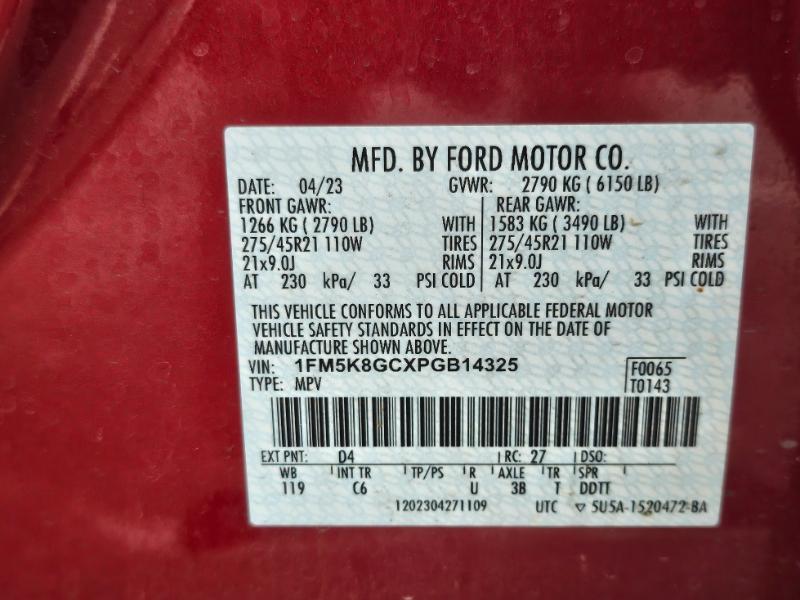 MFD. BY FORD MOTOR CO.
DATE: 04/23 GVWR: 2790 KG ( 6150 LB)
FRONT GAWR: REAR GAWR:
1266 KG ( 2790 LB) WITH 1583 KG ( 3490 LB) WITH
275/45R21 110W TIRES 275/45R21 110W TIRES
21x9.0J RIMS 21x9.0J RIMS
AT 230 kPa/ 33 PSI COLD AT 230 kPa/ 33 PSI COLD
THIS VEHICLE CONFORMS TO ALL APPLICABLE FEDERAL MOTOR
VEHICLE SAFETY STANDARDS IN EFFECT ON THE DATE OF
MANUFACTURE SHOWN ABOVE.
VIN: 1FM5K8GCXPGB14325 F0065
TYPE: MPV T0143
EXT PNT: D4 RC: 27 DSO:
WB INT TR TP/PS R AXLE TR SPR
119 C6 U 3B T DDTT
1202304271109 UTC ▽ 5U5A-1520472-BA